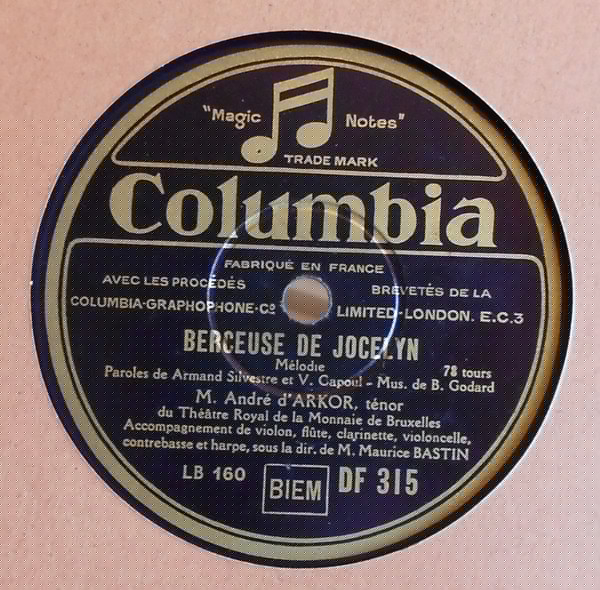 "Magic Notes"
TRADE MARK
Columbia
FABRIQUÉ EN FRANCE
AVEC LES PROCÉDÉS BREVETÉS DE LA
COLUMBIA-GRAPHOPHONE-Cº LIMITED-LONDON. E.C.3
BERCEUSE DE JOCELYN
Mélodie 78 tours
Paroles de Armand Silvestre et V. Capoul - Mus. de B. Godard
M. André d'ARKOR, ténor
du Théâtre Royal de la Monnaie de Bruxelles
Accompagnement de violon, flûte, clarinette, violoncelle,
contrebasse et harpe, sous la dir. de M. Maurice BASTIN
LB 160 BIEM DF 315